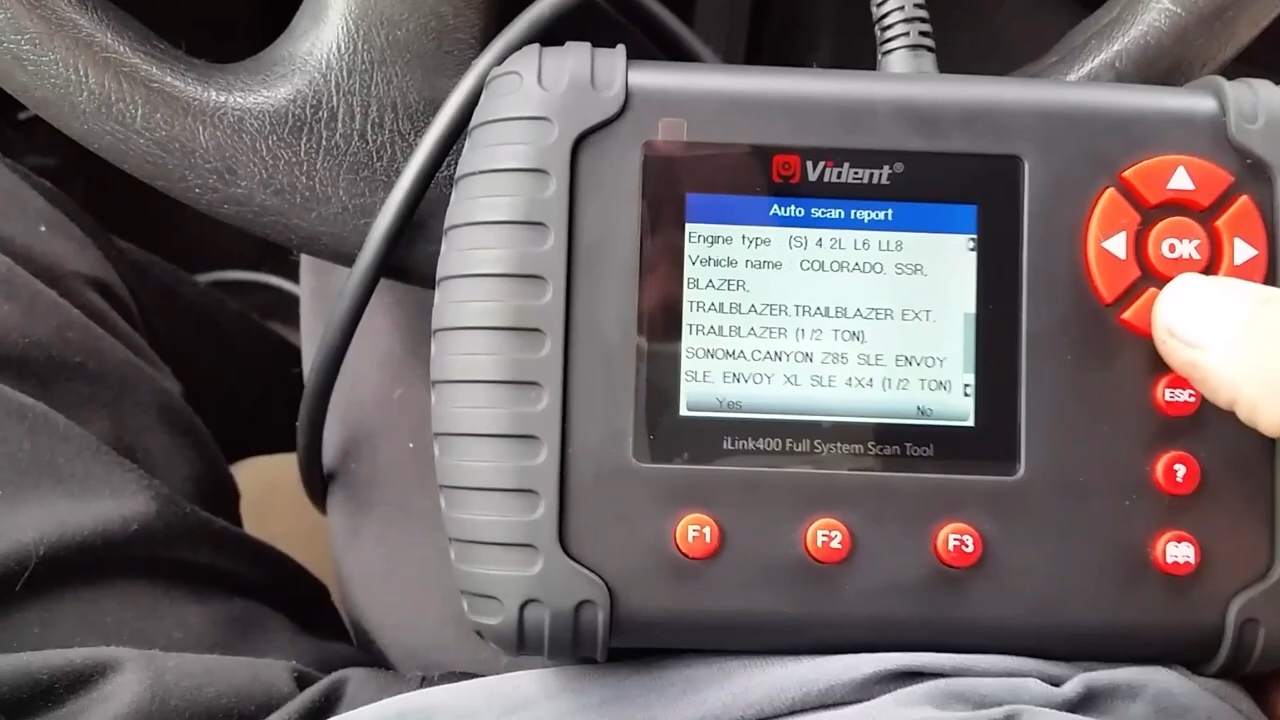 Vident®
Auto scan report
Engine type : (S) 4.2L L6 LL8
Vehicle name : COLORADO, SSR,
BLAZER,
TRAILBLAZER,TRAILBLAZER EXT,
TRAILBLAZER (1/2 TON),
SONOMA,CANYON Z85 SLE, ENVOY
SLE, ENVOY XL SLE 4X4 (1/2 TON)
Yes No
iLink400 Full System Scan Tool
OK
ESC
?
F1 F2 F3